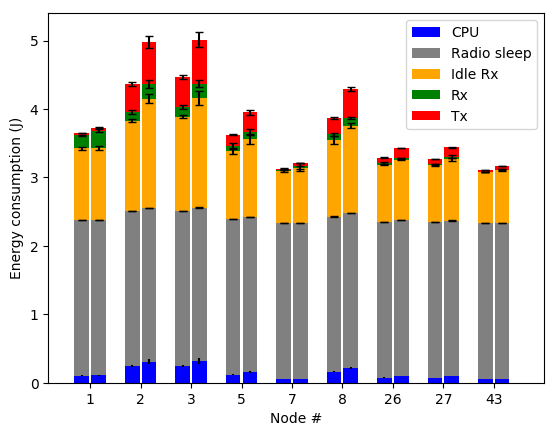 CPU
Radio sleep
Idle Rx
Rx
Tx
Energy consumption (J)
5
4
3
2
1
0
1 2 3 5 7 8 26 27 43
Node #